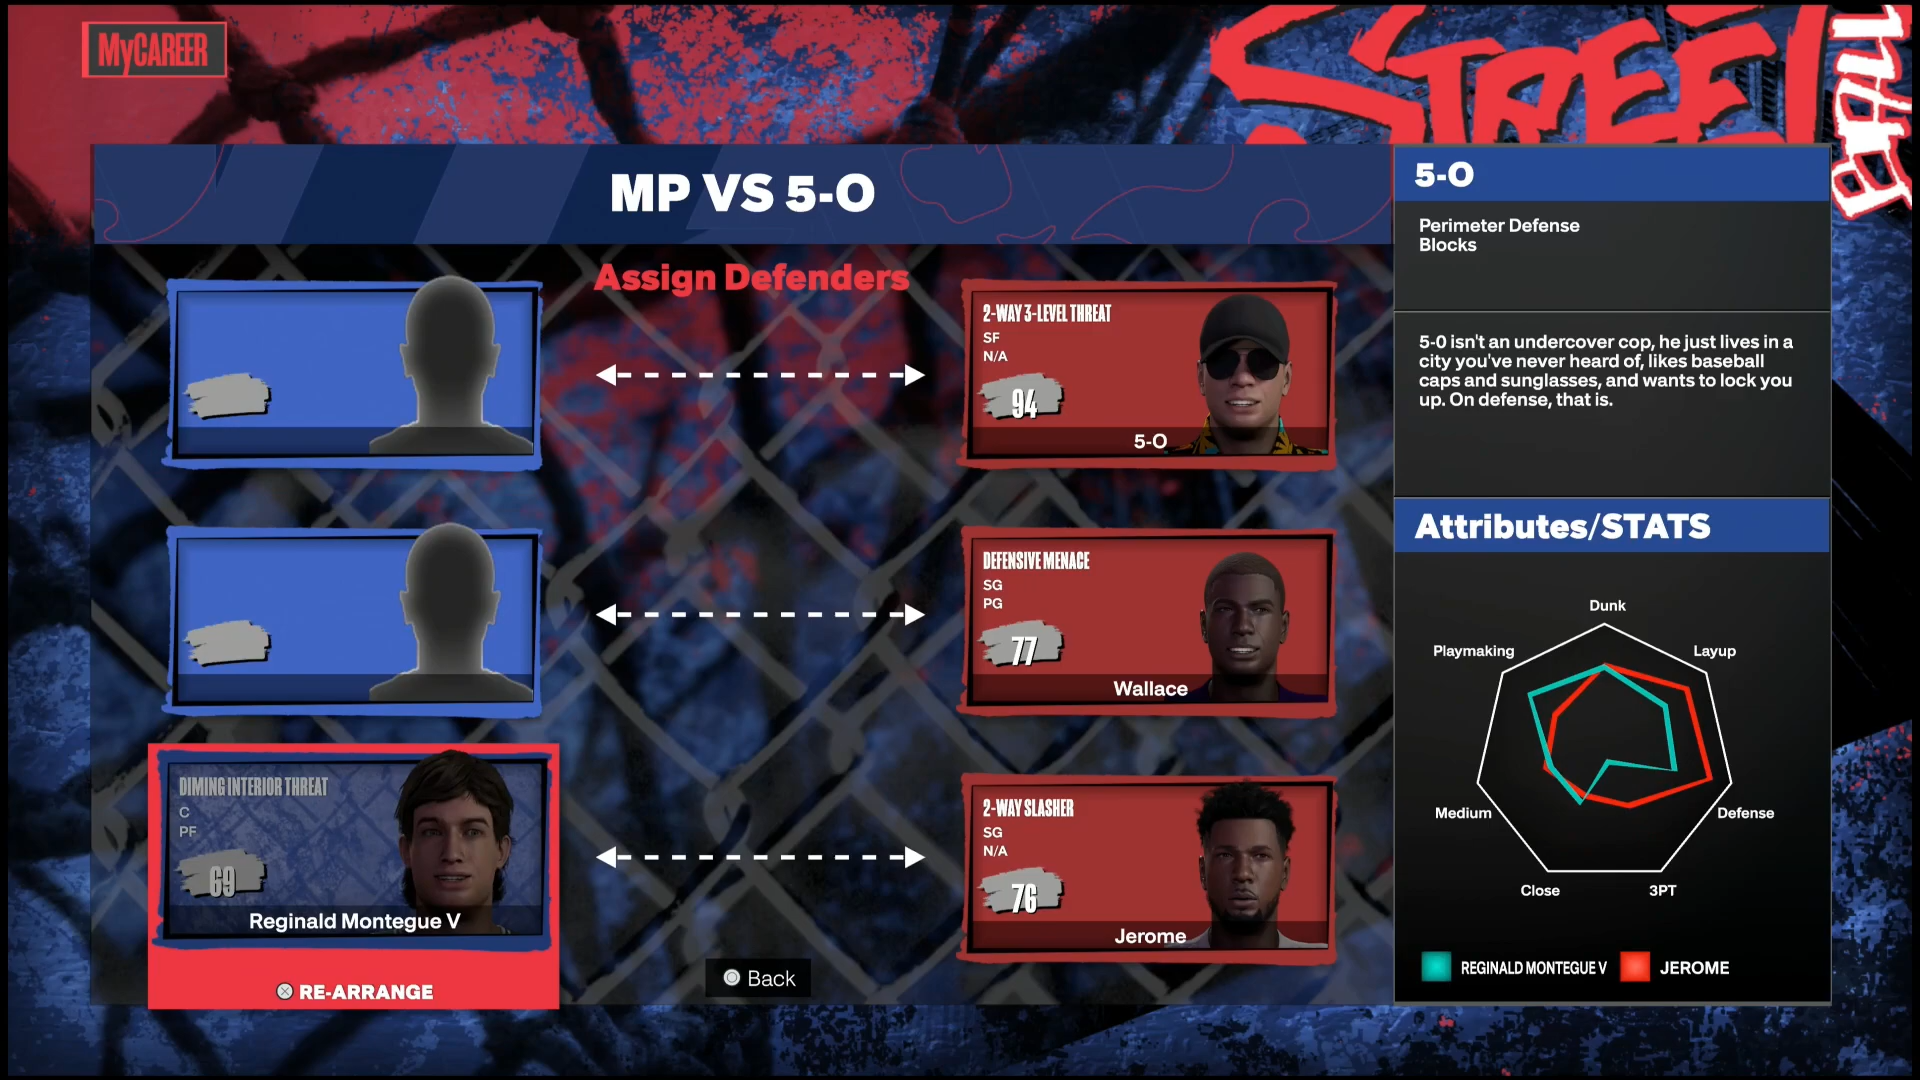 MyCAREER
STREET
MP VS 5-O
Assign Defenders
2-WAY 3-LEVEL THREAT
SF
N/A
94
5-O
DEFENSIVE MENACE
SG
PG
77
Wallace
DIMING INTERIOR THREAT
C
PF
69
Reginald Montegue V
RE-ARRANGE
2-WAY SLASHER
SG
N/A
76
Jerome
Back
5-O
Perimeter Defense
Blocks
5-0 isn't an undercover cop, he just lives in a
city you've never heard of, likes baseball
caps and sunglasses, and wants to lock you
up. On defense, that is.
Attributes/STATS
Dunk
Playmaking
Layup
Medium
Defense
Close
3PT
REGINALD MONTEGUE V
JEROME